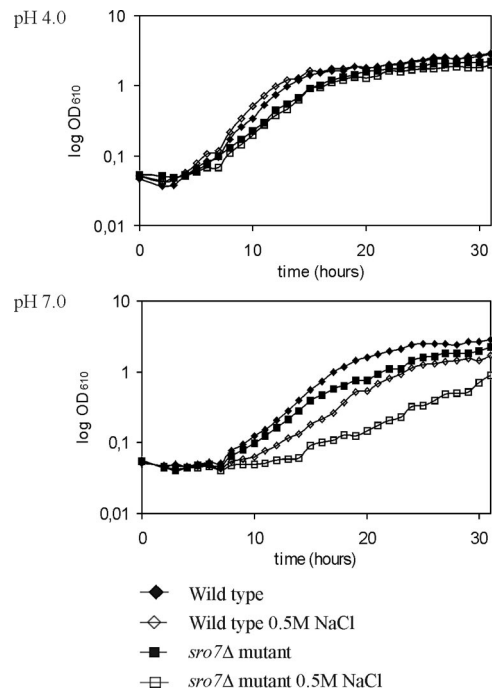 pH 4.0
10
1
0,1
0,01
log OD610
0 10 20 30
time (hours)
pH 7.0
10
1
0,1
0,01
log OD610
0 10 20 30
time (hours)
Wild type
Wild type 0.5M NaCl
sro7Δ mutant
sro7Δ mutant 0.5M NaCl